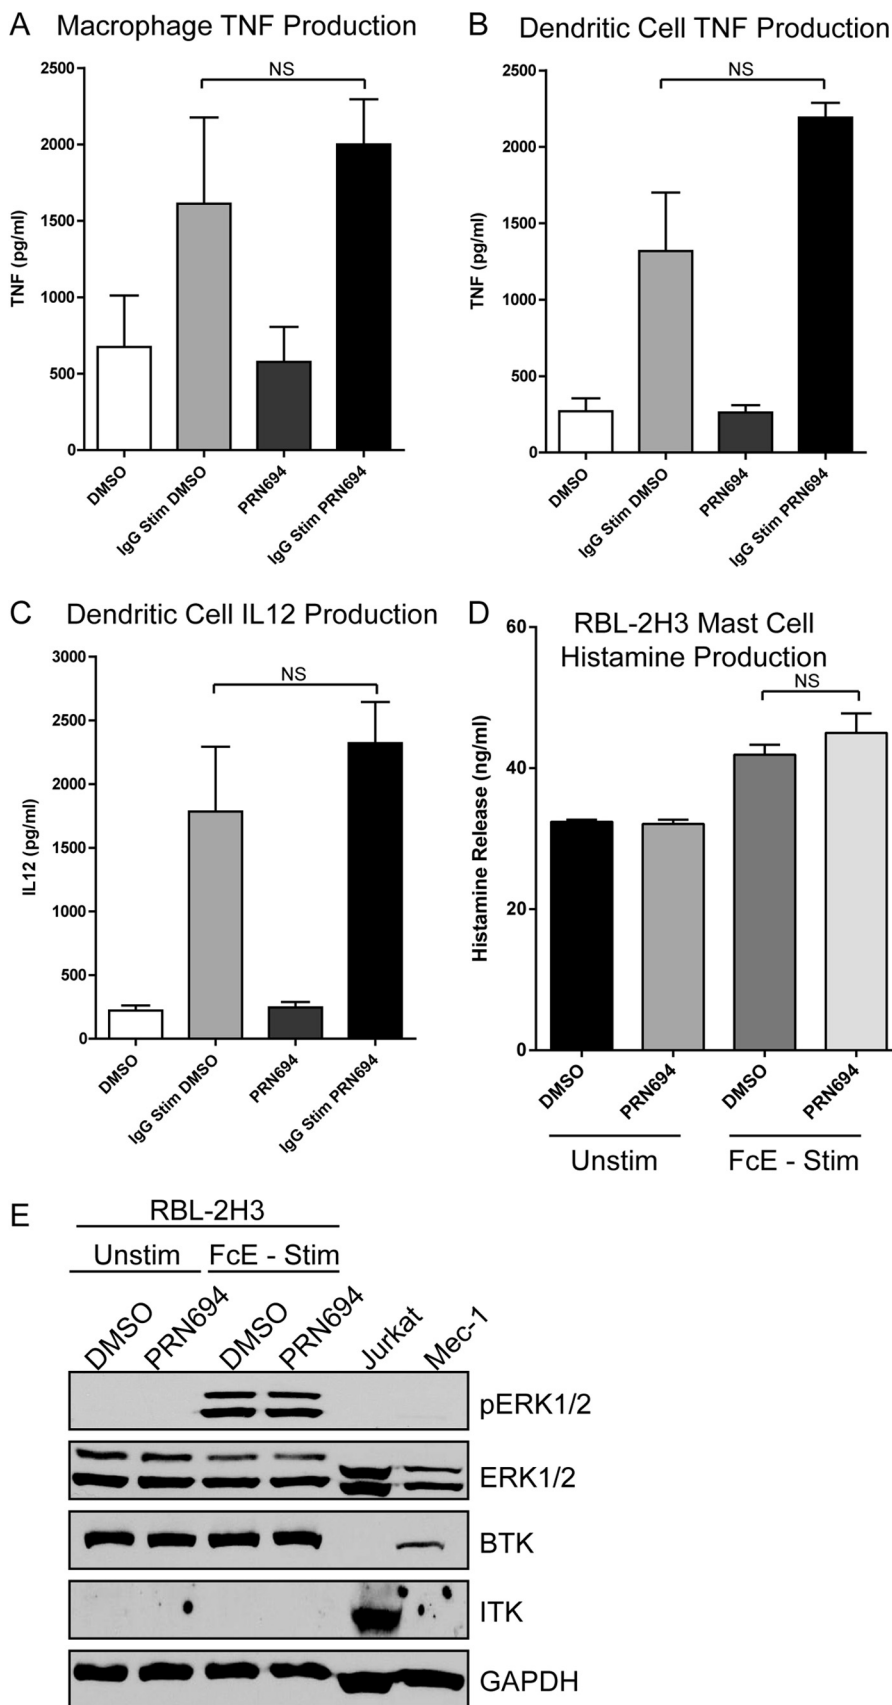 A Macrophage TNF Production
TNF (pg/ml)
2500
2000
1500
1000
500
0
NS
DMSO
IgG Stim DMSO
PRN694
IgG Stim PRN694
B Dendritic Cell TNF Production
TNF (pg/ml)
2500
2000
1500
1000
500
0
NS
DMSO
IgG Stim DMSO
PRN694
IgG Stim PRN694
C Dendritic Cell IL12 Production
IL12 (pg/ml)
3000
2500
2000
1500
1000
500
0
NS
DMSO
IgG Stim DMSO
PRN694
IgG Stim PRN694
D RBL-2H3 Mast Cell
Histamine Production
Histamine Release (ng/ml)
60
40
20
0
NS
DMSO
PRN694
DMSO
PRN694
Unstim
FcE - Stim
E
RBL-2H3
Unstim FcE - Stim
DMSO PRN694 DMSO PRN694 Jurkat Mec-1
pERK1/2
ERK1/2
BTK
ITK
GAPDH